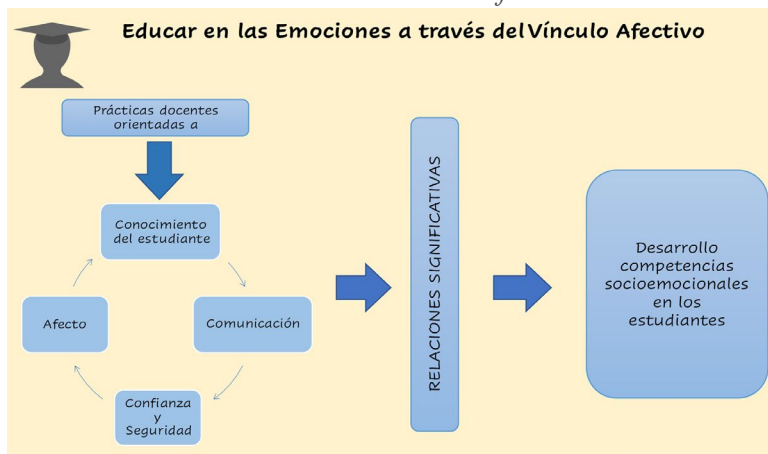 Educar en las Emociones a través del Vínculo Afectivo
Prácticas docentes
orientadas a
Conocimiento
del estudiante
Comunicación
Confianza
y
Seguridad
Afecto
RELACIONES SIGNIFICATIVAS
Desarrollo
competencias
socioemocionales
en los
estudiantes